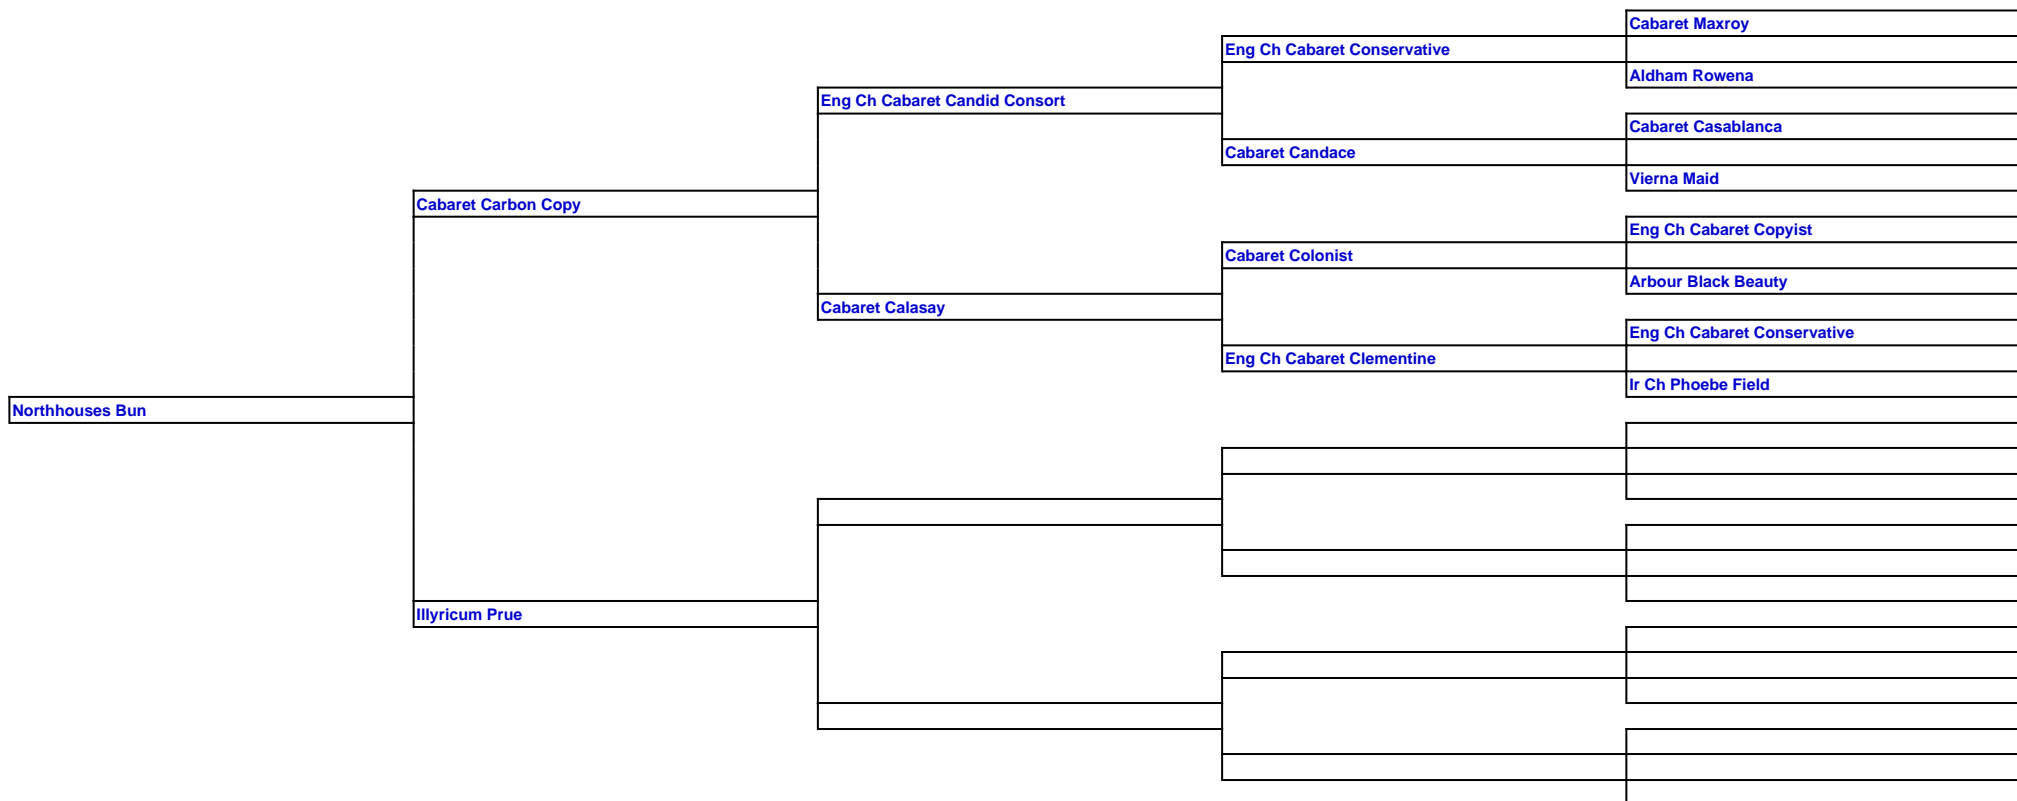 Cabaret Maxroy
Eng Ch Cabaret Conservative
Aldham Rowena
Eng Ch Cabaret Candid Consort
Cabaret Casablanca
Cabaret Candace
Vierna Maid
Cabaret Carbon Copy
Eng Ch Cabaret Copyist
Cabaret Colonist
Arbour Black Beauty
Cabaret Calasay
Eng Ch Cabaret Conservative
Eng Ch Cabaret Clementine
Ir Ch Phoebe Field
Northhouses Bun
Illyricum Prue